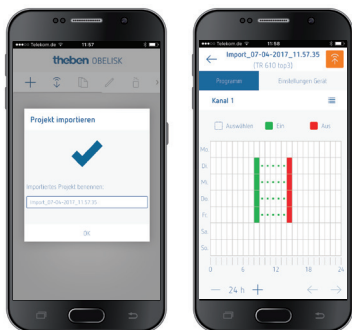 Telekom.de 11:57
theben OBELISK
Projekt importieren
Importiertes Projekt benennen:
Import_07-04-2017_11.57.35
OK
Telekom.de 11:58
Import_07-04-2017_11.57.35
[TR 610 top3]
Programm
Einstellungen Gerät
Kanal 1
Auswählen Ein Aus
Mo.
Di.
Mi.
Do.
Fr.
Sa.
So.
0 6 12 18 24
24 h